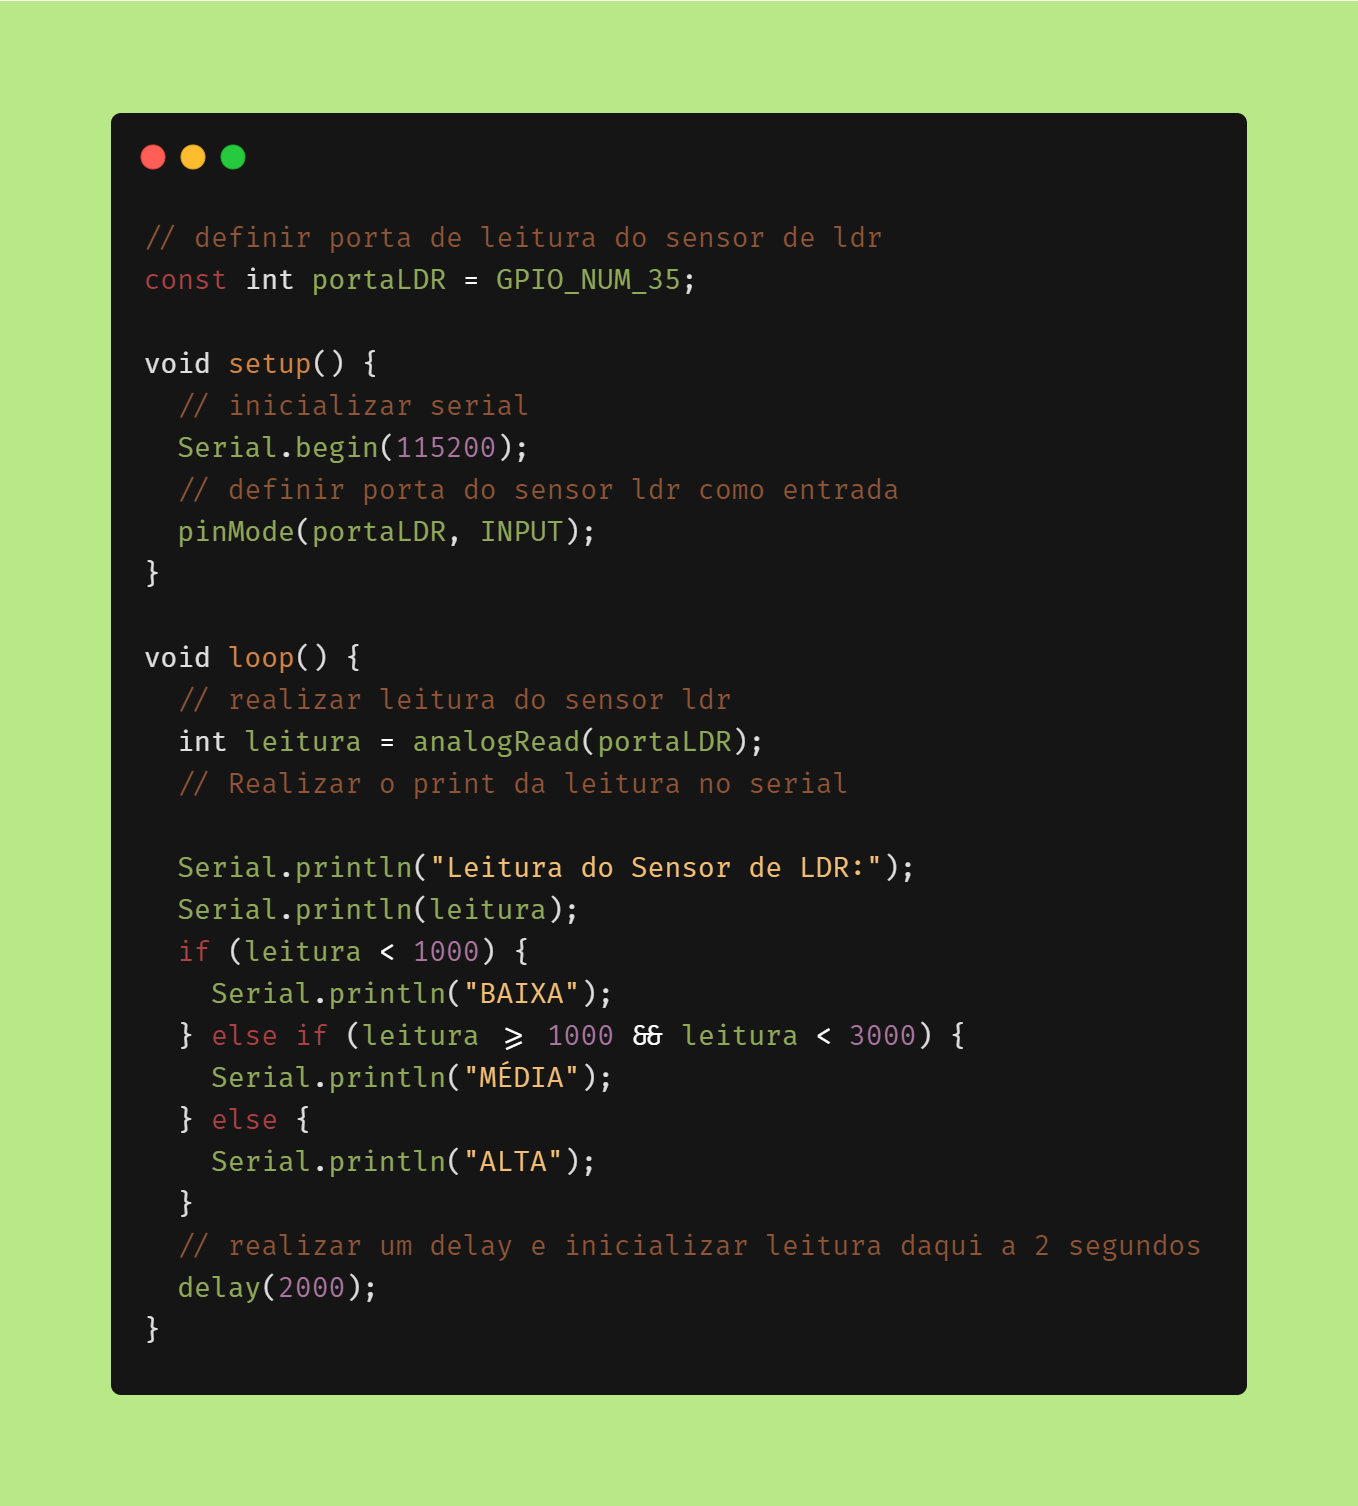 // definir porta de leitura do sensor de ldr
const int portaLDR = GPIO_NUM_35;
void setup() {
  // inicializar serial
  Serial.begin(115200);
  // definir porta do sensor ldr como entrada
  pinMode(portaLDR, INPUT);
}
void loop() {
  // realizar leitura do sensor ldr
  int leitura = analogRead(portaLDR);
  // Realizar o print da leitura no serial
  Serial.println("Leitura do Sensor de LDR:");
  Serial.println(leitura);
  if (leitura < 1000) {
    Serial.println("BAIXA");
  } else if (leitura >= 1000 && leitura < 3000) {
    Serial.println("MÉDIA");
  } else {
    Serial.println("ALTA");
  }
  // realizar um delay e inicializar leitura daqui a 2 segundos
  delay(2000);
}